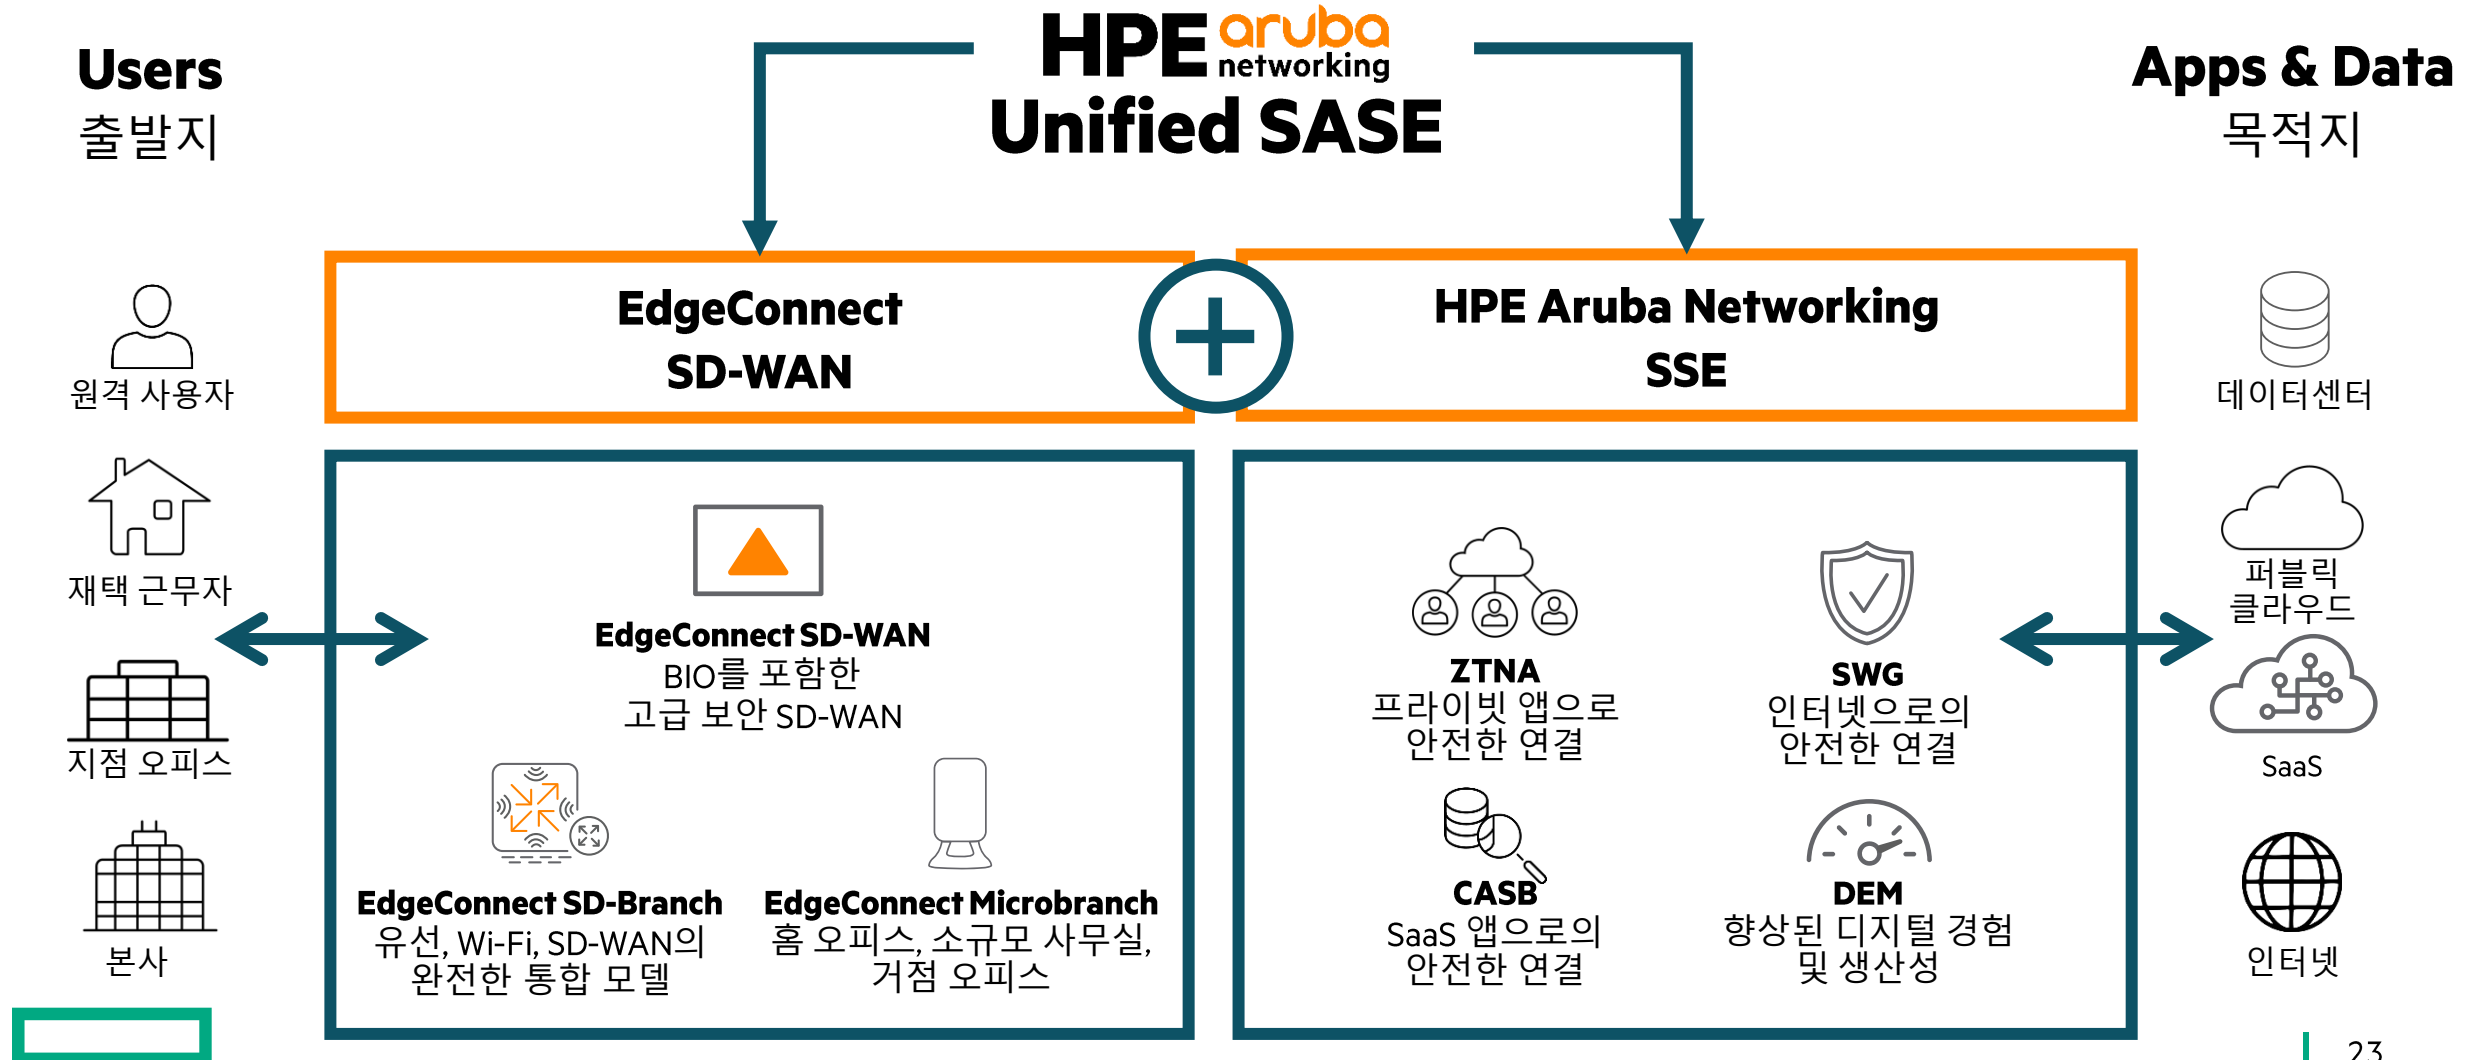 HPE aruba networking
Unified SASE
Users
출발지
Apps & Data
목적지
EdgeConnect
SD-WAN
HPE Aruba Networking
SSE
원격 사용자
재택 근무자
지점 오피스
본사
EdgeConnect SD-WAN
BIO를 포함한
고급 보안 SD-WAN
EdgeConnect SD-Branch
유선, Wi-Fi, SD-WAN의
완전한 통합 모델
EdgeConnect Microbranch
홈 오피스, 소규모 사무실,
거점 오피스
ZTNA
프라이빗 앱으로
안전한 연결
SWG
인터넷으로의
안전한 연결
CASB
SaaS 앱으로의
안전한 연결
DEM
향상된 디지털 경험
및 생산성
데이터센터
퍼블릭
클라우드
SaaS
인터넷
23